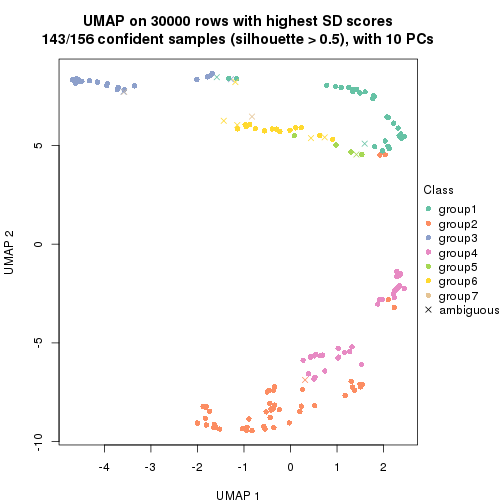 UMAP on 30000 rows with highest SD scores
143/156 confident samples (silhouette > 0.5), with 10 PCs
5
0
-5
-10
UMAP 2
-4
-3
-2
-1
0
1
2
UMAP 1
Class
group1
group2
group3
group4
group5
group6
group7
ambiguous